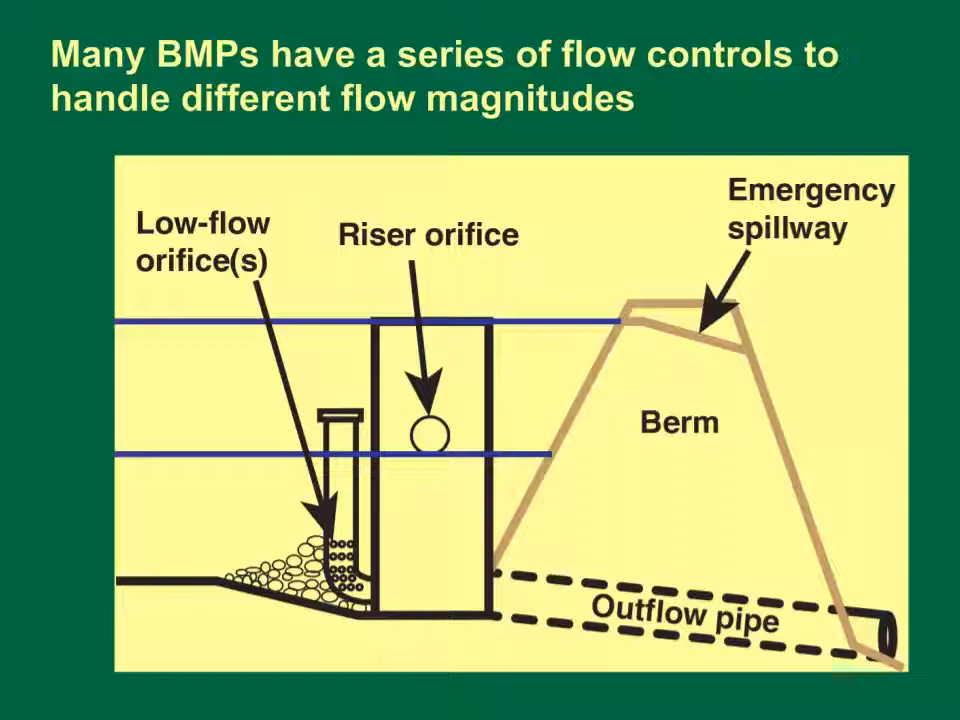 Many BMPs have a series of flow controls to
handle different flow magnitudes
Low-flow
orifice(s)
Riser orifice
Emergency
spillway
Berm
Outflow pipe